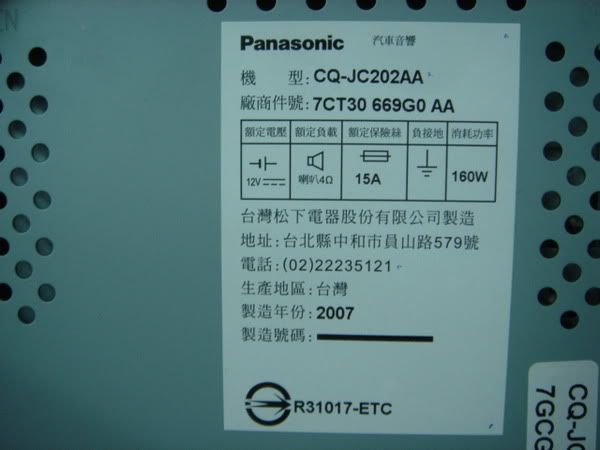 Panasonic 汽車音響
機 型:CQ-JC202AA
廠商件號:7CT30 669G0 AA
額定電壓 額定負載 額定保險絲 負接地 消耗功率
12V 喇叭4Ω 15A 160W
台灣松下電器股份有限公司製造
地址:台北縣中和市員山路579號
電話:(02)22235121
生產地區:台灣
製造年份:2007
製造號碼:
R31017-ETC
CQ-JC
7GCG